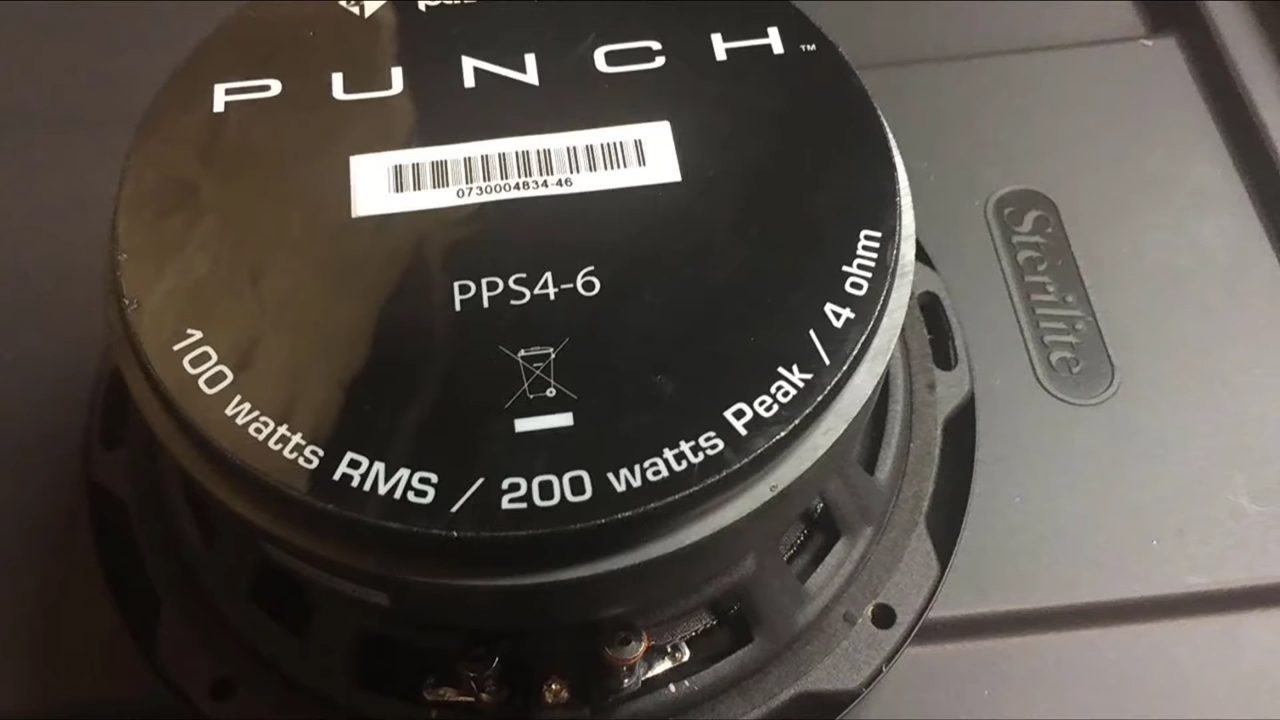 PUNCH™
0730004834-46
PPS4-6
100 watts RMS / 200 watts Peak / 4 ohm
Sterilite